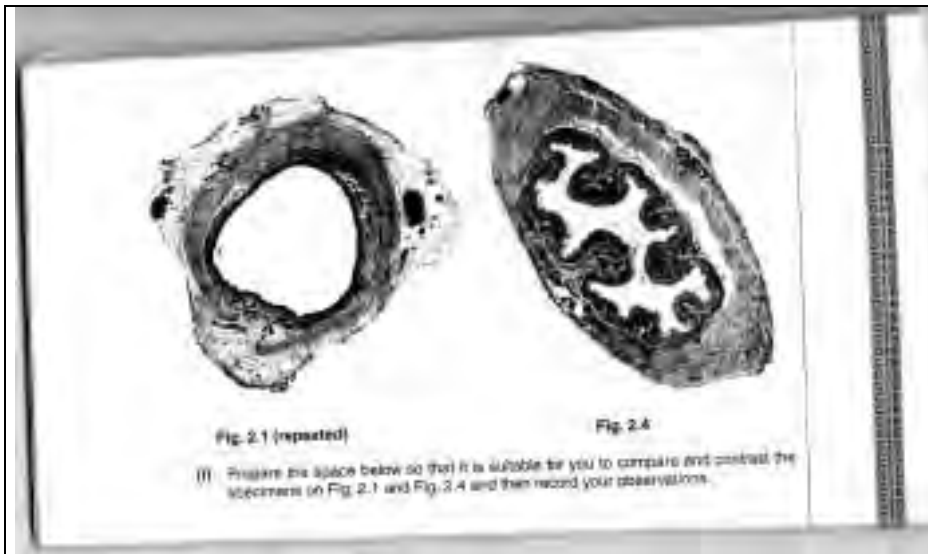 Fig. 2.1 (repeated)
Fig. 2.4
(i) Prepare the space below so that it is suitable for you to compare and contrast the
specimens on Fig. 2.1 and Fig. 2.4 and then record your observations.